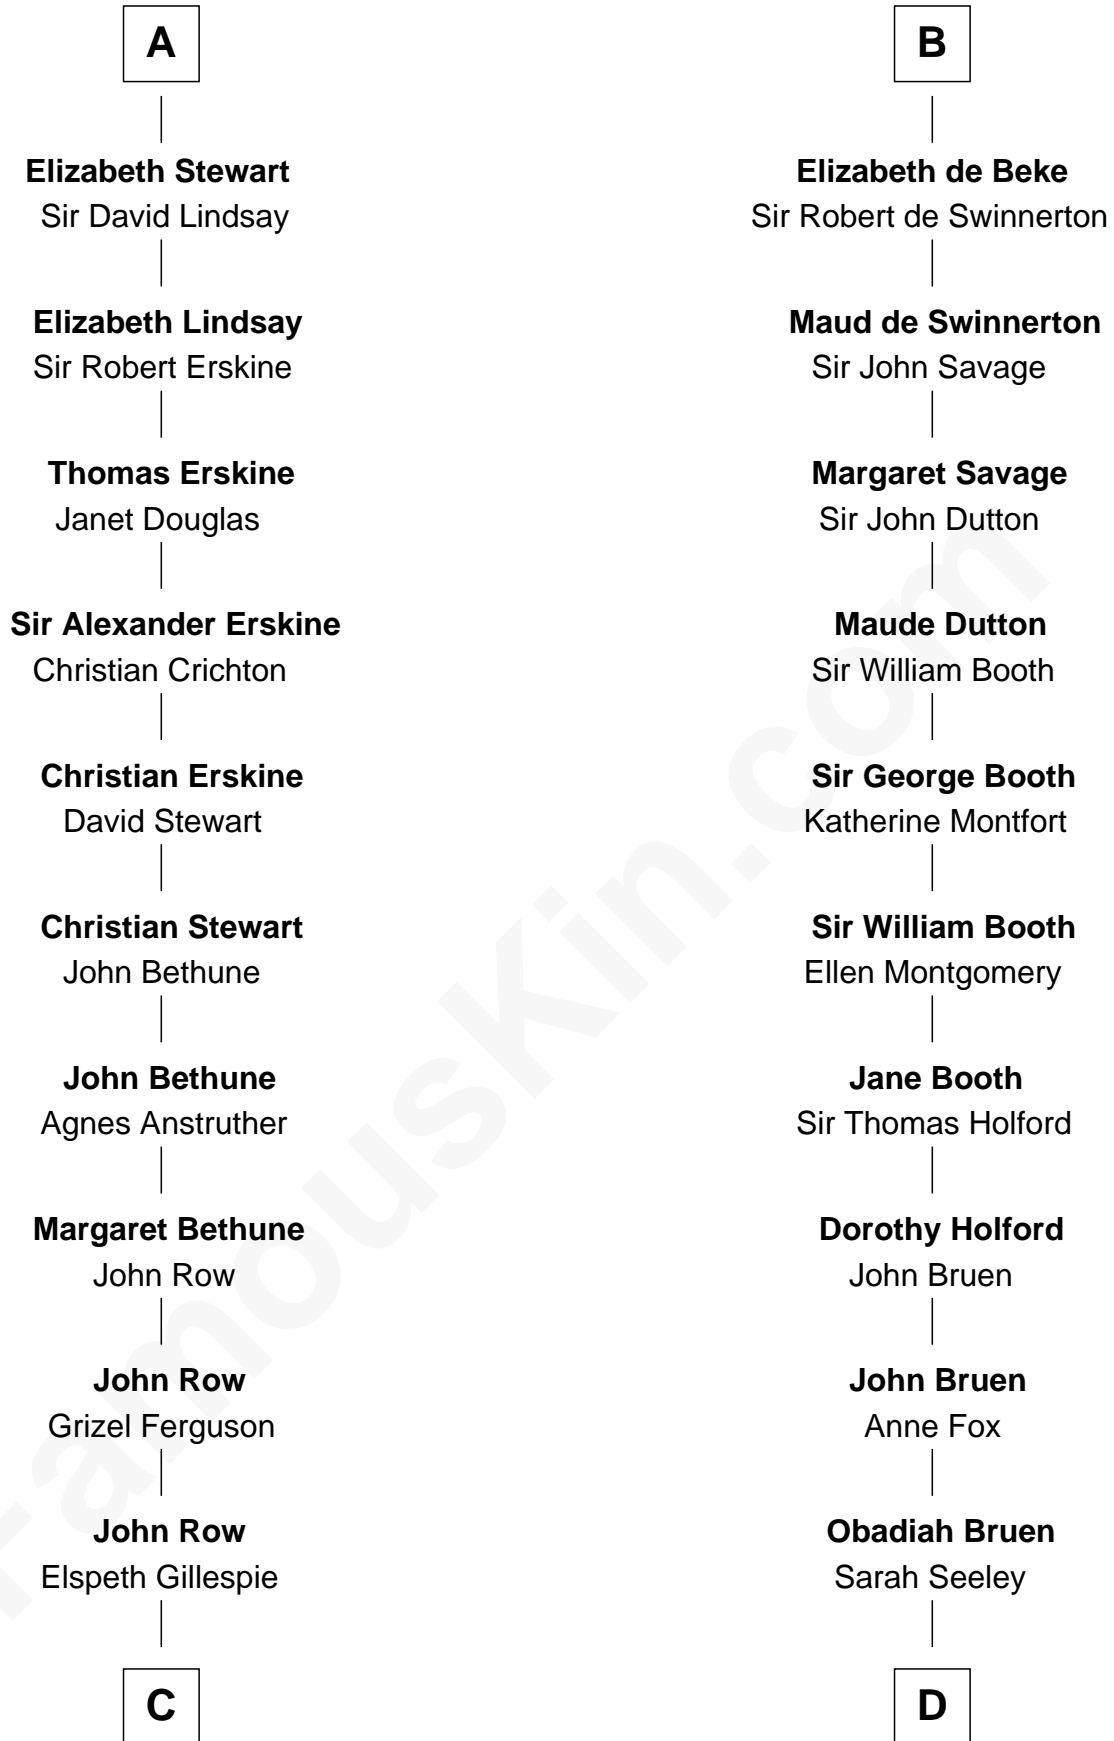 A
Elizabeth Stewart
Sir David Lindsay
Elizabeth Lindsay
Sir Robert Erskine
Thomas Erskine
Janet Douglas
Sir Alexander Erskine
Christian Crichton
Christian Erskine
David Stewart
Christian Stewart
John Bethune
John Bethune
Agnes Anstruther
Margaret Bethune
John Row
John Row
Grizel Ferguson
John Row
Elspeth Gillespie
C
B
Elizabeth de Beke
Sir Robert de Swinnerton
Maud de Swinnerton
Sir John Savage
Margaret Savage
Sir John Dutton
Maude Dutton
Sir William Booth
Sir George Booth
Katherine Montfort
Sir William Booth
Ellen Montgomery
Jane Booth
Sir Thomas Holford
Dorothy Holford
John Bruen
John Bruen
Anne Fox
Obadiah Bruen
Sarah Seeley
D
FamousKin.com